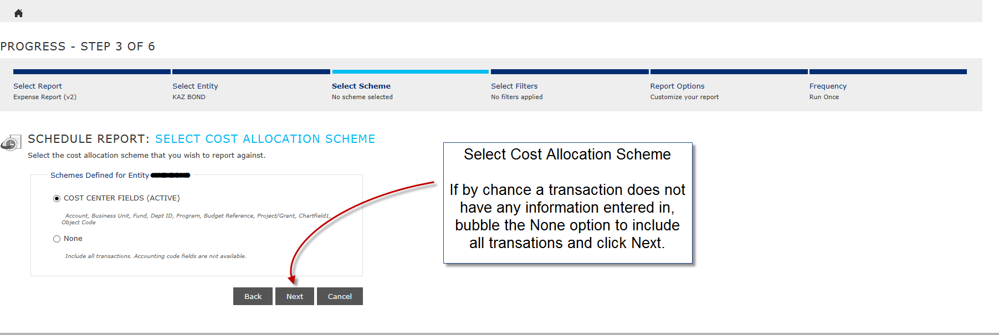 PROGRESS - STEP 3 OF 6
Select Report
Expense Report (v2)
Select Entity
KAZ BOND
Select Scheme
No scheme selected
Select Filters
No filters applied
Report Options
Customize your report
Frequency
Run Once
SCHEDULE REPORT: SELECT COST ALLOCATION SCHEME
Select the cost allocation scheme that you wish to report against.
Schemes Defined for Entity
COST CENTER FIELDS (ACTIVE)
Account, Business Unit, Fund, Dept ID, Program, Budget Reference, Project/Grant, Chartfield1,
Object Code
None
Include all transactions. Accounting code fields are not available.
Back
Next
Cancel
Select Cost Allocation Scheme
If by chance a transaction does not
have any information entered in,
bubble the None option to include
all transations and click Next.